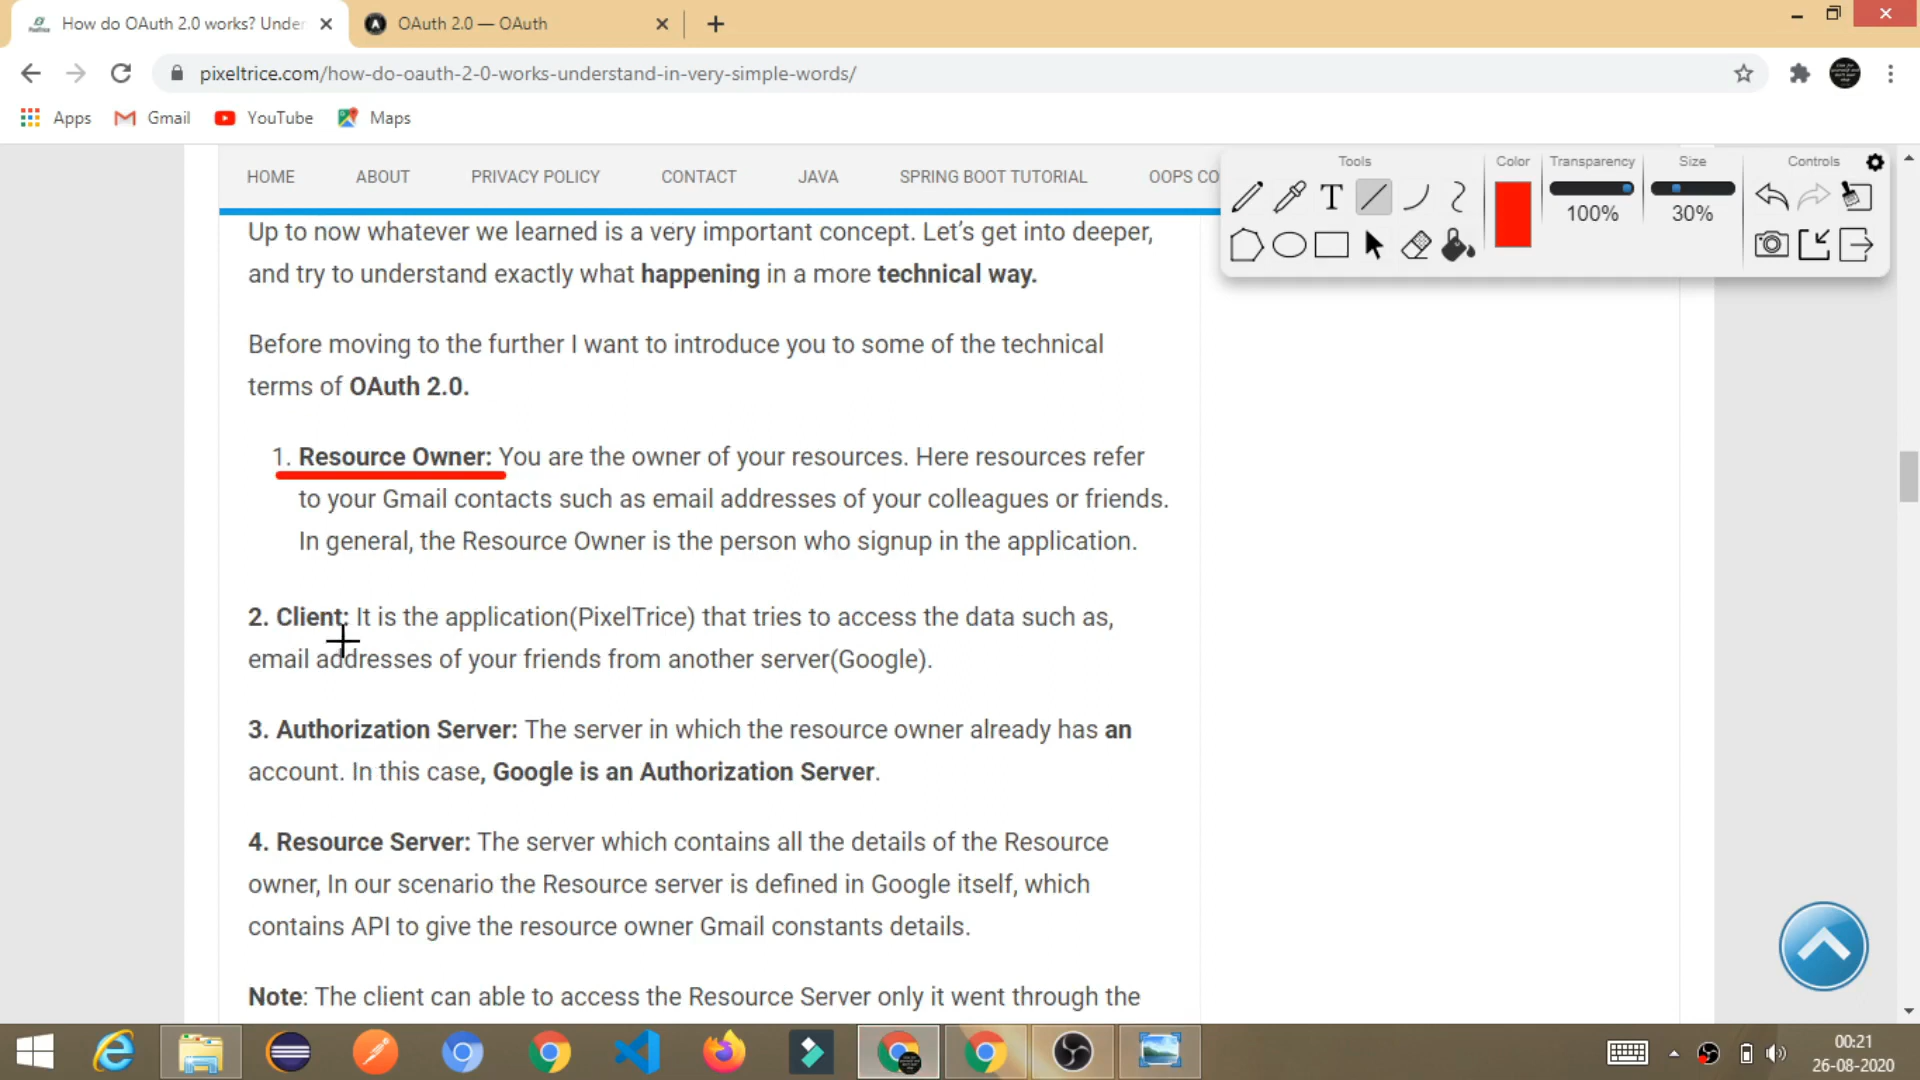 How do OAuth 2.0 works? Under
OAuth 2.0 — OAuth
pixeltrice.com/how-do-oauth-2-0-works-understand-in-very-simple-words/
Apps
Gmail
YouTube
Maps
HOME
ABOUT
PRIVACY POLICY
CONTACT
JAVA
SPRING BOOT TUTORIAL
OOPS CO
Tools
Color
Transparency
Size
Controls
T
100%
30%
Up to now whatever we learned is a very important concept. Let’s get into deeper,
and try to understand exactly what happening in a more technical way.
Before moving to the further I want to introduce you to some of the technical
terms of OAuth 2.0.
1. Resource Owner: You are the owner of your resources. Here resources refer
to your Gmail contacts such as email addresses of your colleagues or friends.
In general, the Resource Owner is the person who signup in the application.
2. Client: It is the application(PixelTrice) that tries to access the data such as,
email addresses of your friends from another server(Google).
3. Authorization Server: The server in which the resource owner already has an
account. In this case, Google is an Authorization Server.
4. Resource Server: The server which contains all the details of the Resource
owner, In our scenario the Resource server is defined in Google itself, which
contains API to give the resource owner Gmail constants details.
Note: The client can able to access the Resource Server only it went through the
00:21
26-08-2020